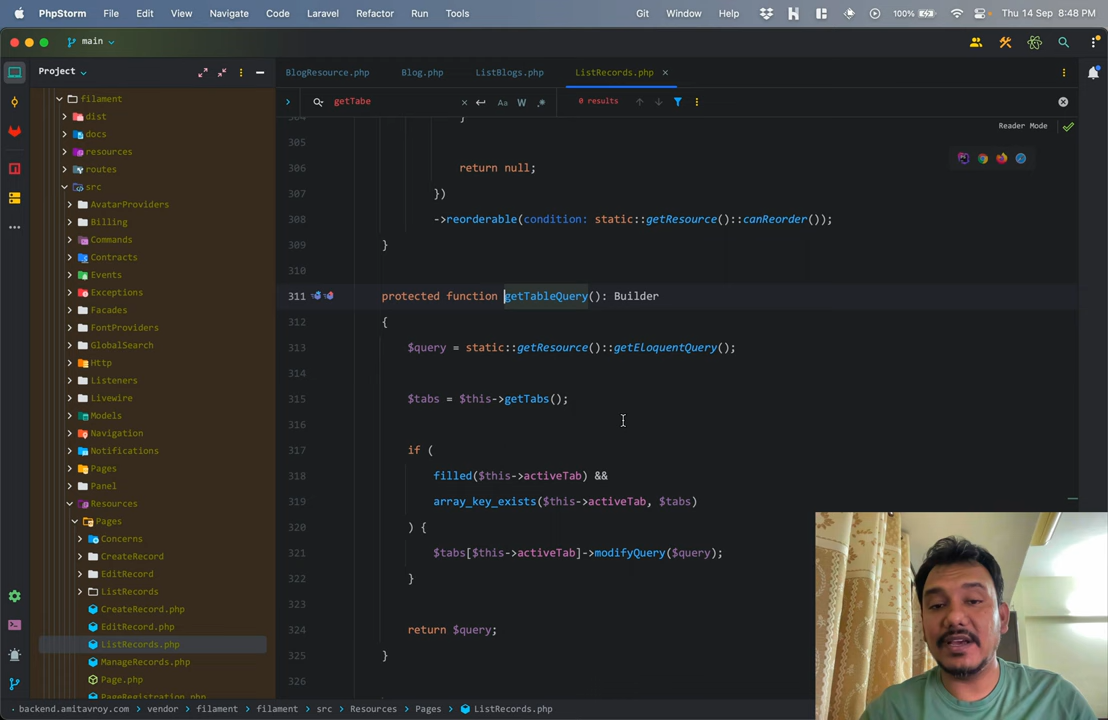 PhpStorm File Edit View Navigate Code Laravel Refactor Run Tools Git Window Help 100% Thu 14 Sep 8:48 PM
main
Project
BlogResource.php Blog.php ListBlogs.php ListRecords.php
getTabe Aa W .* 0 results
Reader Mode
filament
dist
docs
resources
routes
src
AvatarProviders
Billing
Commands
Contracts
Events
Exceptions
Facades
FontProviders
GlobalSearch
Http
Listeners
Livewire
Models
Navigation
Notifications
Pages
Panel
Resources
Pages
Concerns
CreateRecord
EditRecord
ListRecords
CreateRecord.php
EditRecord.php
ListRecords.php
ManageRecords.php
Page.php
PageRegistration.php
304 }
305
306 return null;
307 })
308 ->reorderable(condition: static::getResource()::canReorder());
309 }
310
311 protected function getTableQuery(): Builder
312 {
313 $query = static::getResource()::getEloquentQuery();
314
315 $tabs = $this->getTabs();
316
317 if (
318 filled($this->activeTab) &&
319 array_key_exists($this->activeTab, $tabs)
320 ) {
321 $tabs[$this->activeTab]->modifyQuery($query);
322 }
323
324 return $query;
325 }
backend.amitavroy.com vendor filament filament src Resources Pages ListRecords.php